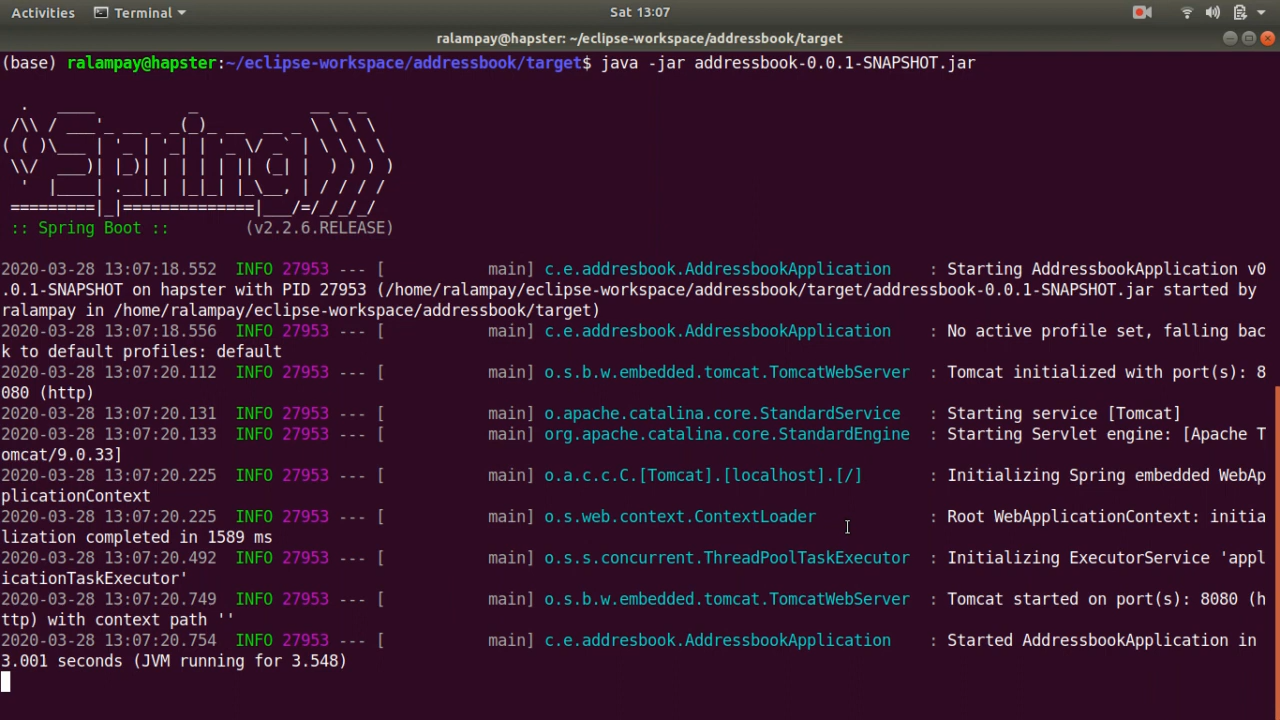 Activities Terminal Sat 13:07
ralampay@hapster: ~/eclipse-workspace/addressbook/target
(base) ralampay@hapster:~/eclipse-workspace/addressbook/target$ java -jar addressbook-0.0.1-SNAPSHOT.jar
  .   ____          _            __ _ _
 /\\ / ___'_ __ _ _(_)_ __  __ _ \ \ \ \
( ( )\___ | '_ | '_| | '_ \/ _` | \ \ \ \
 \\/  ___)| |_)| | | | | || (_| |  ) ) ) )
  '  |____| .__|_| |_|_| |_\__, | / / / /
 =========|_|==============|___/=/_/_/_/
 :: Spring Boot ::        (v2.2.6.RELEASE)
2020-03-28 13:07:18.552  INFO 27953 --- [           main] c.e.addresbook.AddressbookApplication    : Starting AddressbookApplication v0
.0.1-SNAPSHOT on hapster with PID 27953 (/home/ralampay/eclipse-workspace/addressbook/target/addressbook-0.0.1-SNAPSHOT.jar started by
ralampay in /home/ralampay/eclipse-workspace/addressbook/target)
2020-03-28 13:07:18.556  INFO 27953 --- [           main] c.e.addresbook.AddressbookApplication    : No active profile set, falling bac
k to default profiles: default
2020-03-28 13:07:20.112  INFO 27953 --- [           main] o.s.b.w.embedded.tomcat.TomcatWebServer  : Tomcat initialized with port(s): 8
080 (http)
2020-03-28 13:07:20.131  INFO 27953 --- [           main] o.apache.catalina.core.StandardService   : Starting service [Tomcat]
2020-03-28 13:07:20.133  INFO 27953 --- [           main] org.apache.catalina.core.StandardEngine  : Starting Servlet engine: [Apache T
omcat/9.0.33]
2020-03-28 13:07:20.225  INFO 27953 --- [           main] o.a.c.c.C.[Tomcat].[localhost].[/]       : Initializing Spring embedded WebAp
plicationContext
2020-03-28 13:07:20.225  INFO 27953 --- [           main] o.s.web.context.ContextLoader            : Root WebApplicationContext: initia
lization completed in 1589 ms
2020-03-28 13:07:20.492  INFO 27953 --- [           main] o.s.s.concurrent.ThreadPoolTaskExecutor  : Initializing ExecutorService 'appl
icationTaskExecutor'
2020-03-28 13:07:20.749  INFO 27953 --- [           main] o.s.b.w.embedded.tomcat.TomcatWebServer  : Tomcat started on port(s): 8080 (h
ttp) with context path ''
2020-03-28 13:07:20.754  INFO 27953 --- [           main] c.e.addresbook.AddressbookApplication    : Started AddressbookApplication in
3.001 seconds (JVM running for 3.548)